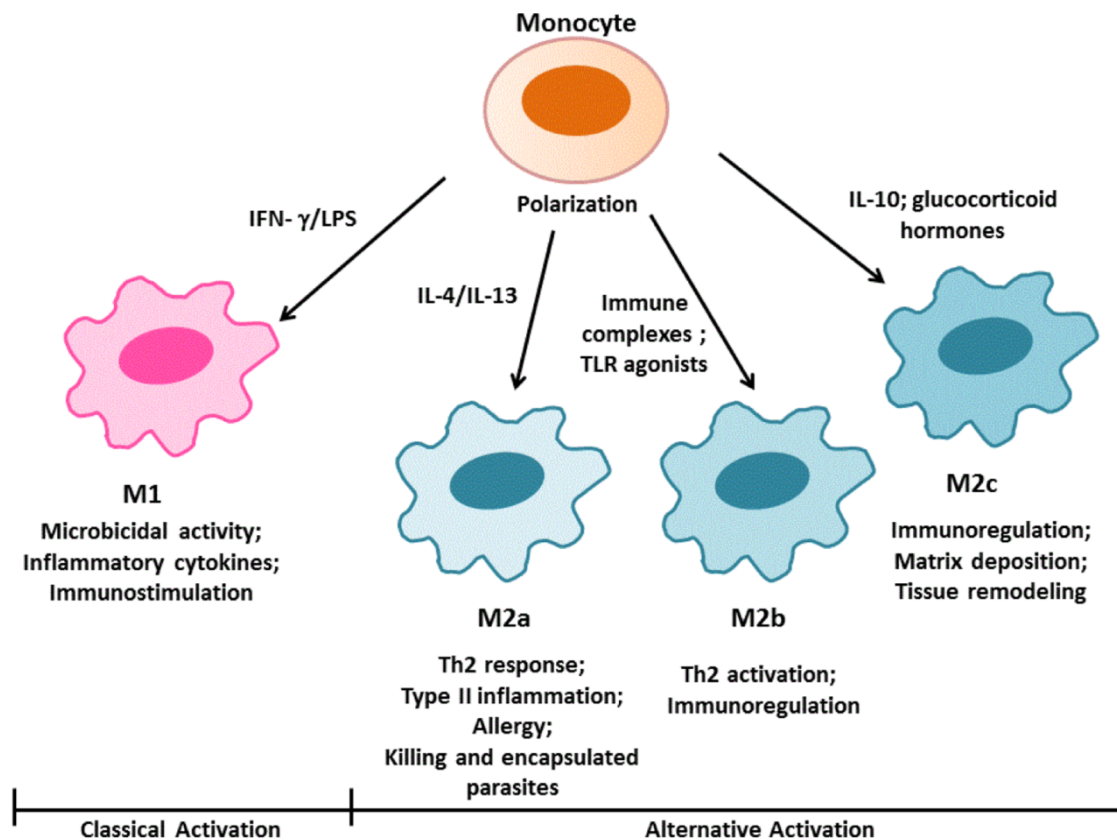 Monocyte
Polarization
IFN- γ/LPS
IL-4/IL-13
Immune
complexes ;
TLR agonists
IL-10; glucocorticoid
hormones
M1
Microbicidal activity;
Inflammatory cytokines;
Immunostimulation
M2a
Th2 response;
Type II inflammation;
Allergy;
Killing and encapsulated
parasites
M2b
Th2 activation;
Immunoregulation
M2c
Immunoregulation;
Matrix deposition;
Tissue remodeling
Classical Activation
Alternative Activation